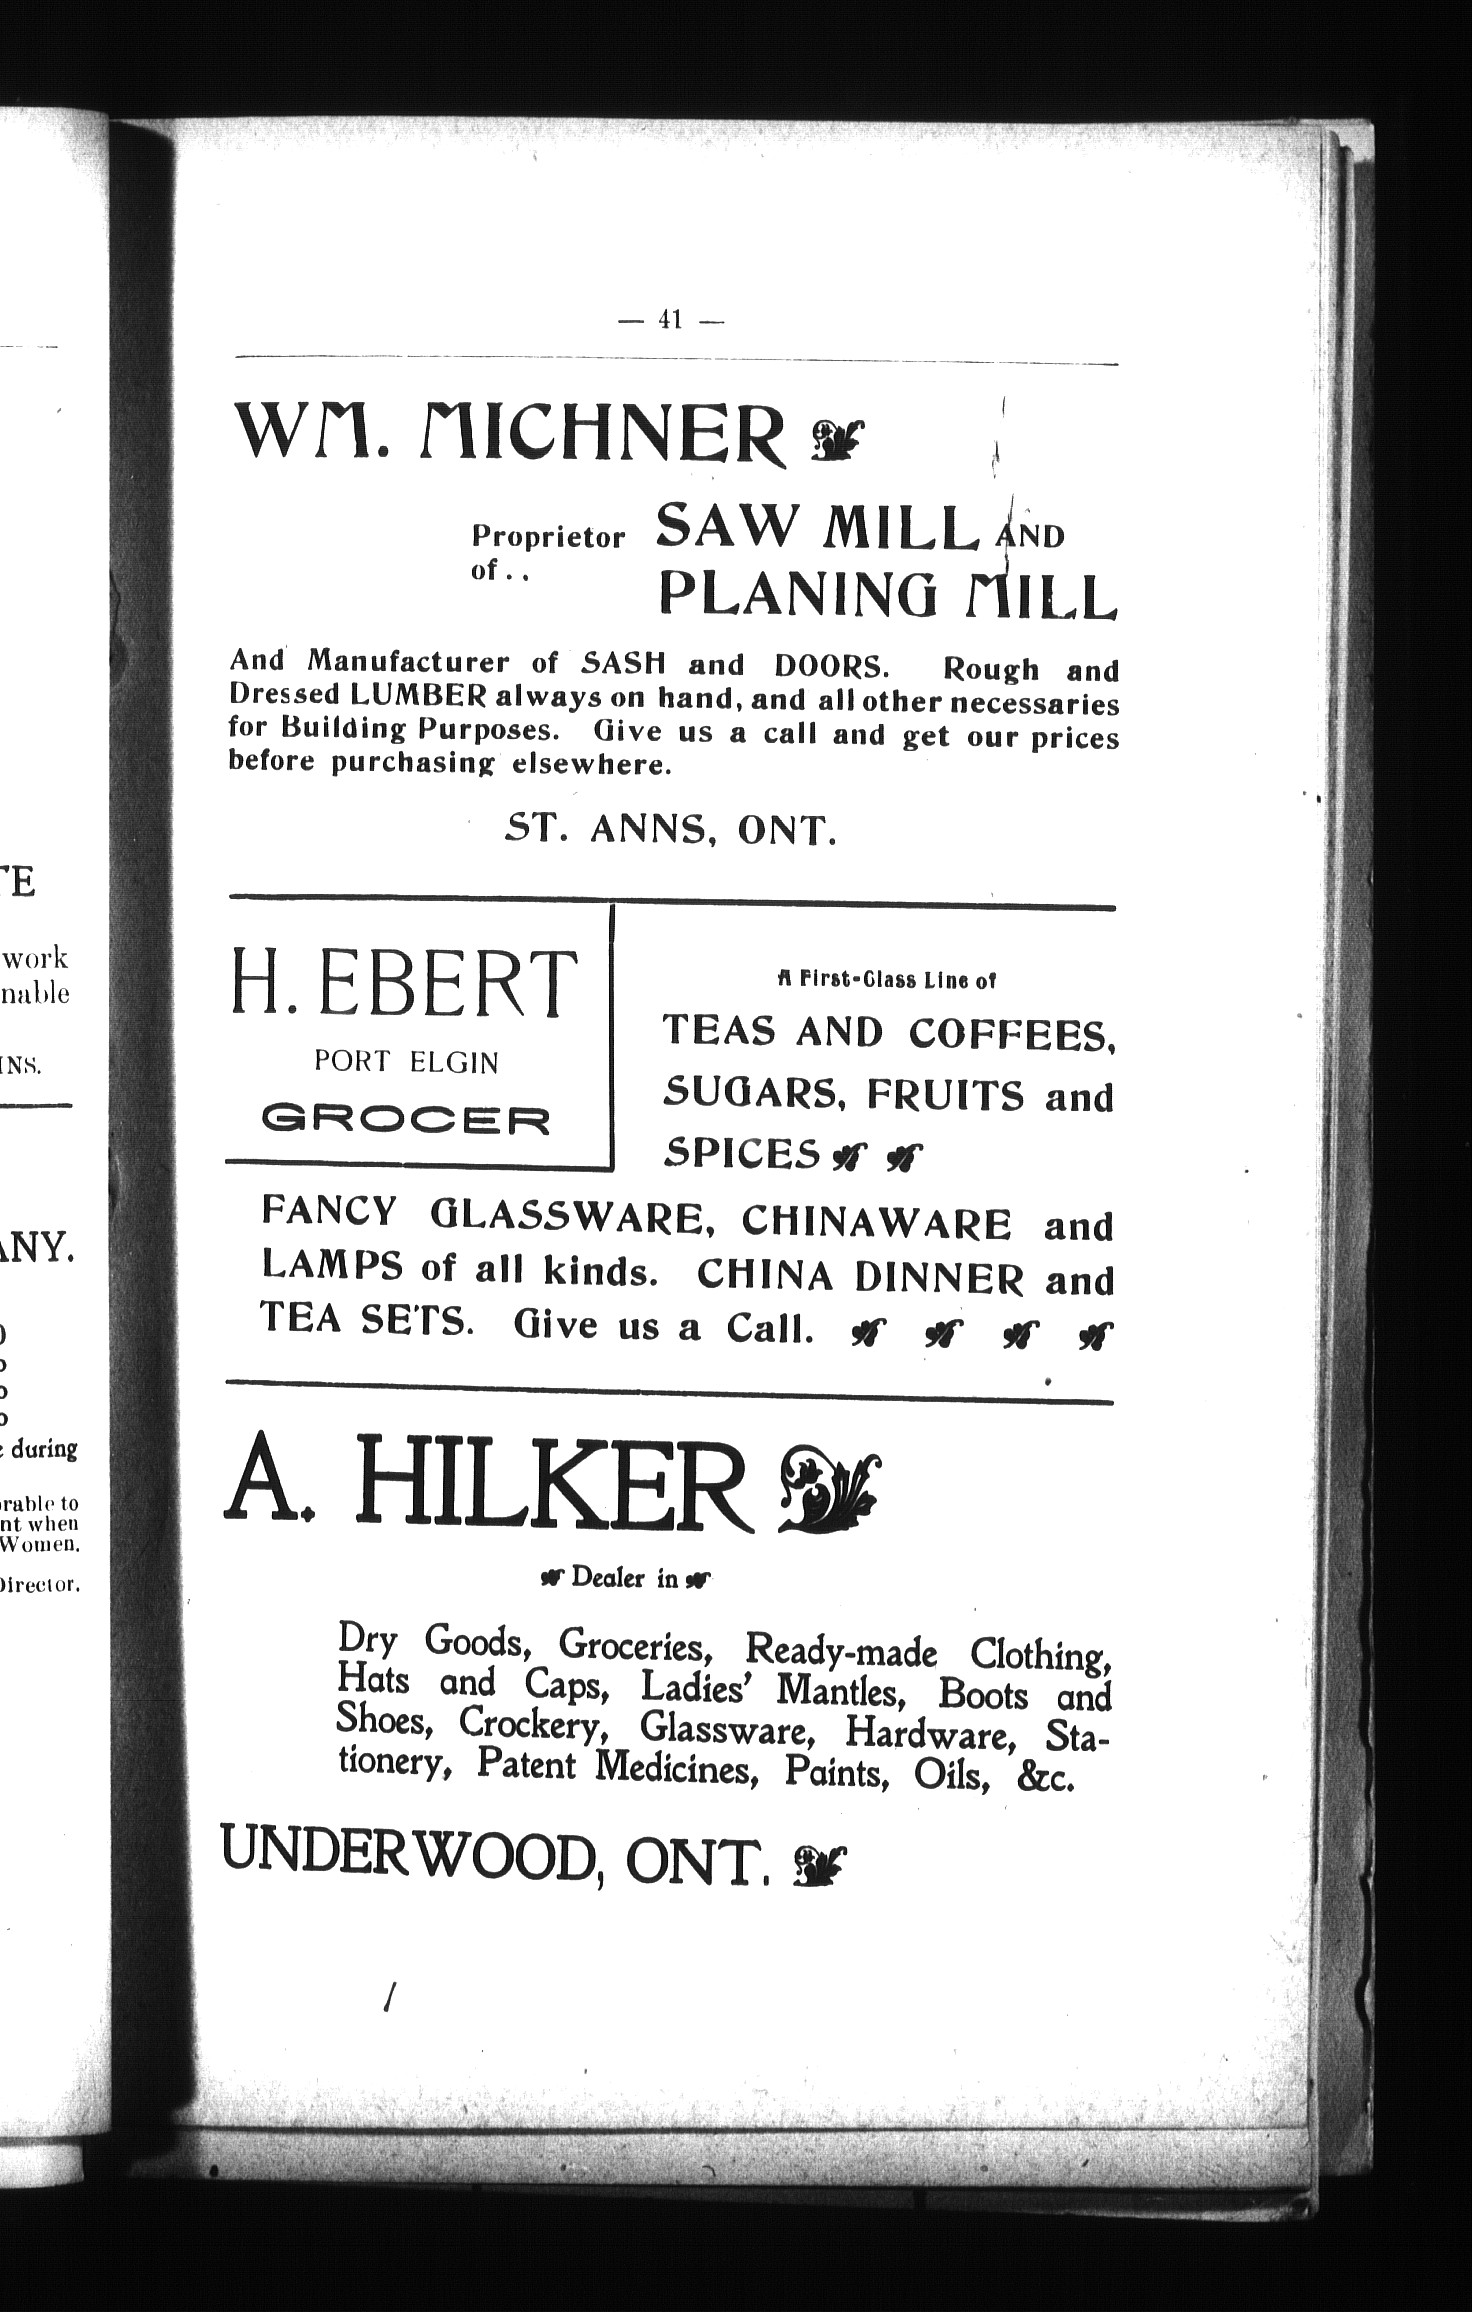 TE
work
nable
INS.
ANY.
during
rable to
nt when
Women.
Director.
— 41 —
WM. MICHNER
Proprietor of . . SAW MILL AND
PLANING MILL
And Manufacturer of SASH and DOORS. Rough and
Dressed LUMBER always on hand, and all other necessaries
for Building Purposes. Give us a call and get our prices
before purchasing elsewhere.
ST. ANNS, ONT.
H. EBERT
PORT ELGIN
GROCER
A First-Class Line of
TEAS AND COFFEES,
SUGARS, FRUITS and
SPICES
FANCY GLASSWARE, CHINAWARE and
LAMPS of all kinds. CHINA DINNER and
TEA SETS. Give us a Call.
A. HILKER
Dealer in
Dry Goods, Groceries, Ready-made Clothing,
Hats and Caps, Ladies' Mantles, Boots and
Shoes, Crockery, Glassware, Hardware, Sta-
tionery, Patent Medicines, Paints, Oils, &c.
UNDERWOOD, ONT.